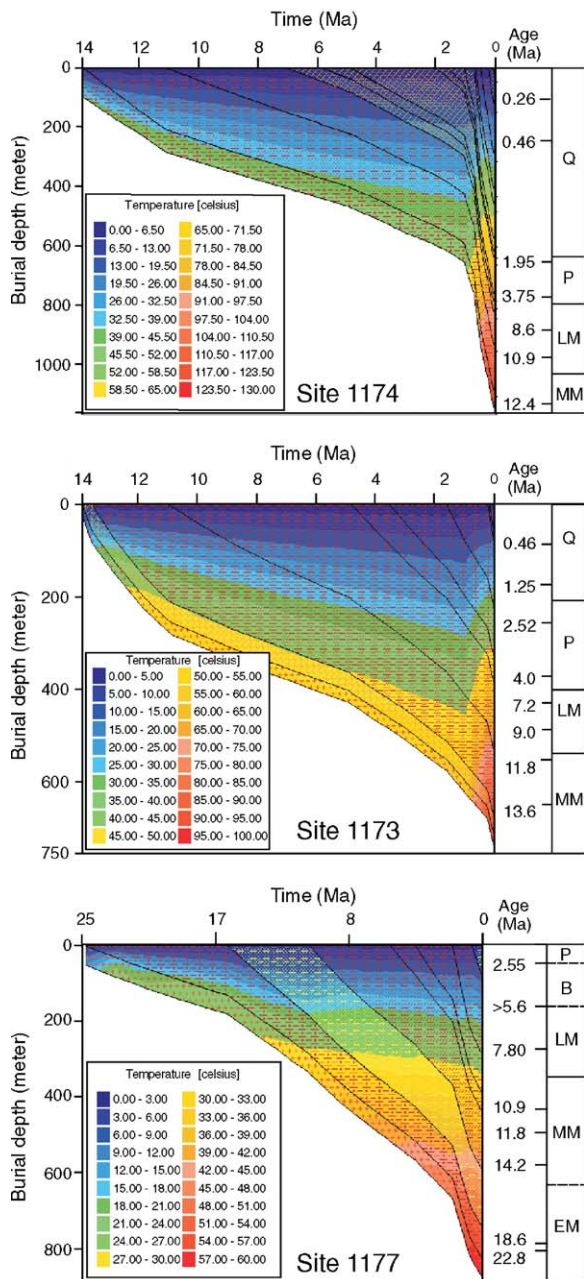 Time (Ma)
Age
(Ma)
14 12 10 8 6 4 2 0
Burial depth (meter)
0
200
400
600
800
1000
Temperature [celsius]
0.00 - 6.50 65.00 - 71.50
6.50 - 13.00 71.50 - 78.00
13.00 - 19.50 78.00 - 84.50
19.50 - 26.00 84.50 - 91.00
26.00 - 32.50 91.00 - 97.50
32.50 - 39.00 97.50 - 104.00
39.00 - 45.50 104.00 - 110.50
45.50 - 52.00 110.50 - 117.00
52.00 - 58.50 117.00 - 123.50
58.50 - 65.00 123.50 - 130.00
Site 1174
0.26
0.46
1.95
3.75
8.6
10.9
12.4
Q
P
LM
MM
Time (Ma)
Age
(Ma)
14 12 10 8 6 4 2 0
Burial depth (meter)
0
200
400
600
750
Temperature [celsius]
0.00 - 5.00 50.00 - 55.00
5.00 - 10.00 55.00 - 60.00
10.00 - 15.00 60.00 - 65.00
15.00 - 20.00 65.00 - 70.00
20.00 - 25.00 70.00 - 75.00
25.00 - 30.00 75.00 - 80.00
30.00 - 35.00 80.00 - 85.00
35.00 - 40.00 85.00 - 90.00
40.00 - 45.00 90.00 - 95.00
45.00 - 50.00 95.00 - 100.00
Site 1173
0.46
1.25
2.52
4.0
7.2
9.0
11.8
13.6
Q
P
LM
MM
Time (Ma)
Age
(Ma)
25 17 8 0
Burial depth (meter)
0
200
300
400
600
800
Temperature [celsius]
0.00 - 3.00 30.00 - 33.00
3.00 - 6.00 33.00 - 36.00
6.00 - 9.00 36.00 - 39.00
9.00 - 12.00 39.00 - 42.00
12.00 - 15.00 42.00 - 45.00
15.00 - 18.00 45.00 - 48.00
18.00 - 21.00 48.00 - 51.00
21.00 - 24.00 51.00 - 54.00
24.00 - 27.00 54.00 - 57.00
27.00 - 30.00 57.00 - 60.00
Site 1177
2.55
>5.6
7.80
10.9
11.8
14.2
18.6
22.8
P
B
LM
MM
EM